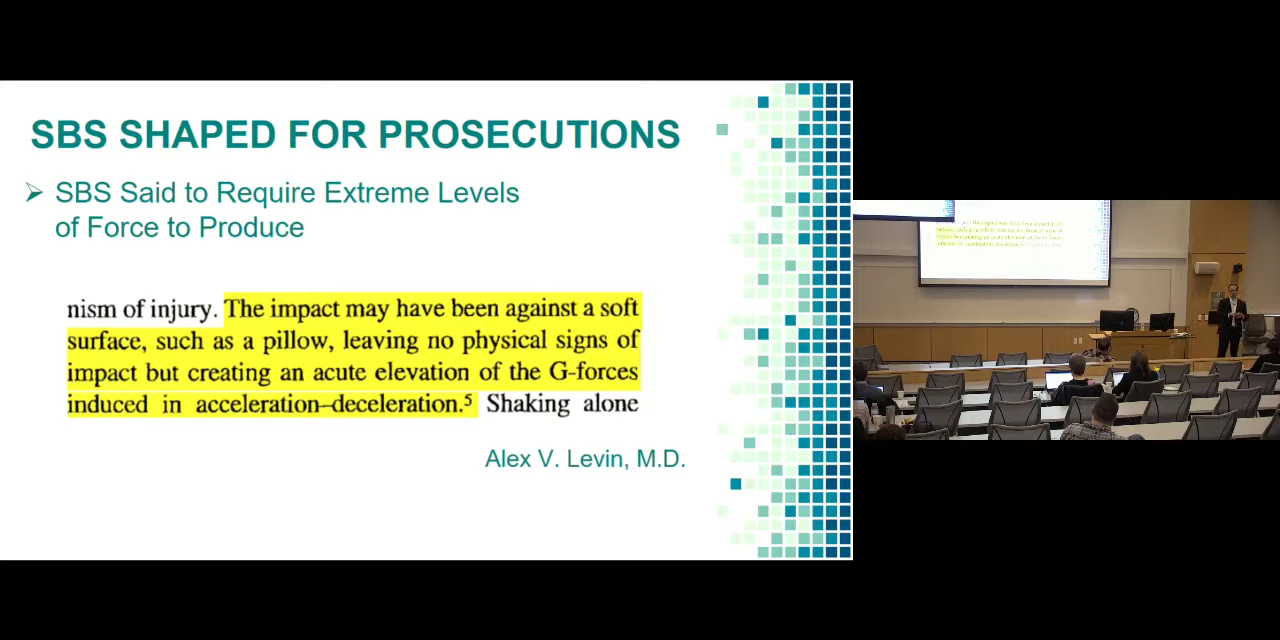 SBS SHAPED FOR PROSECUTIONS
➢ SBS Said to Require Extreme Levels
of Force to Produce
nism of injury. The impact may have been against a soft
surface, such as a pillow, leaving no physical signs of
impact but creating an acute elevation of the G-forces
induced in acceleration–deceleration.⁵ Shaking alone
Alex V. Levin, M.D.